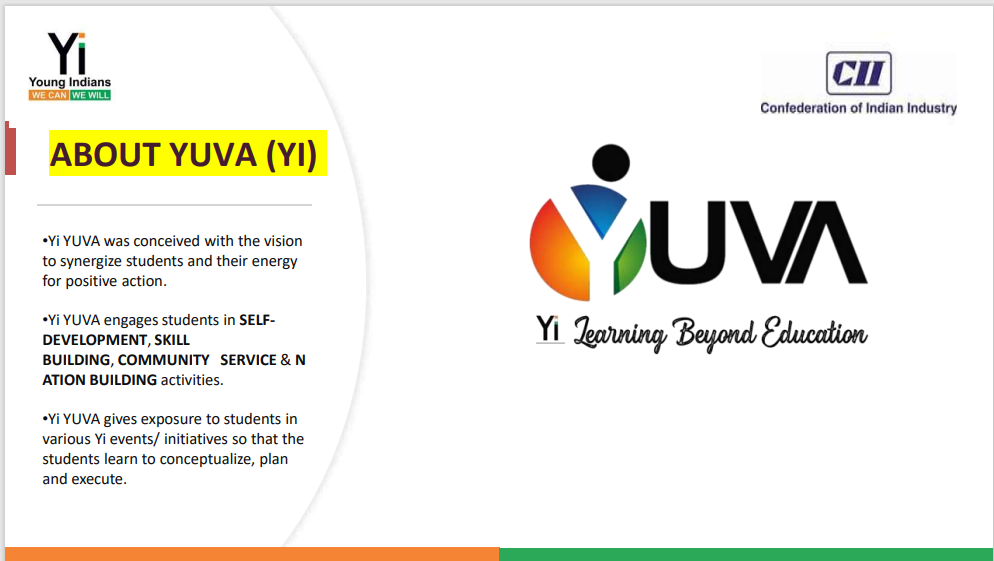 Yi
Young Indians
WE CAN WE WILL
CII
Confederation of Indian Industry
ABOUT YUVA (YI)
•Yi YUVA was conceived with the vision
to synergize students and their energy
for positive action.
•Yi YUVA engages students in SELF-
DEVELOPMENT, SKILL
BUILDING, COMMUNITY SERVICE & N
ATION BUILDING activities.
•Yi YUVA gives exposure to students in
various Yi events/ initiatives so that the
students learn to conceptualize, plan
and execute.
YUVA
Yi Learning Beyond Education